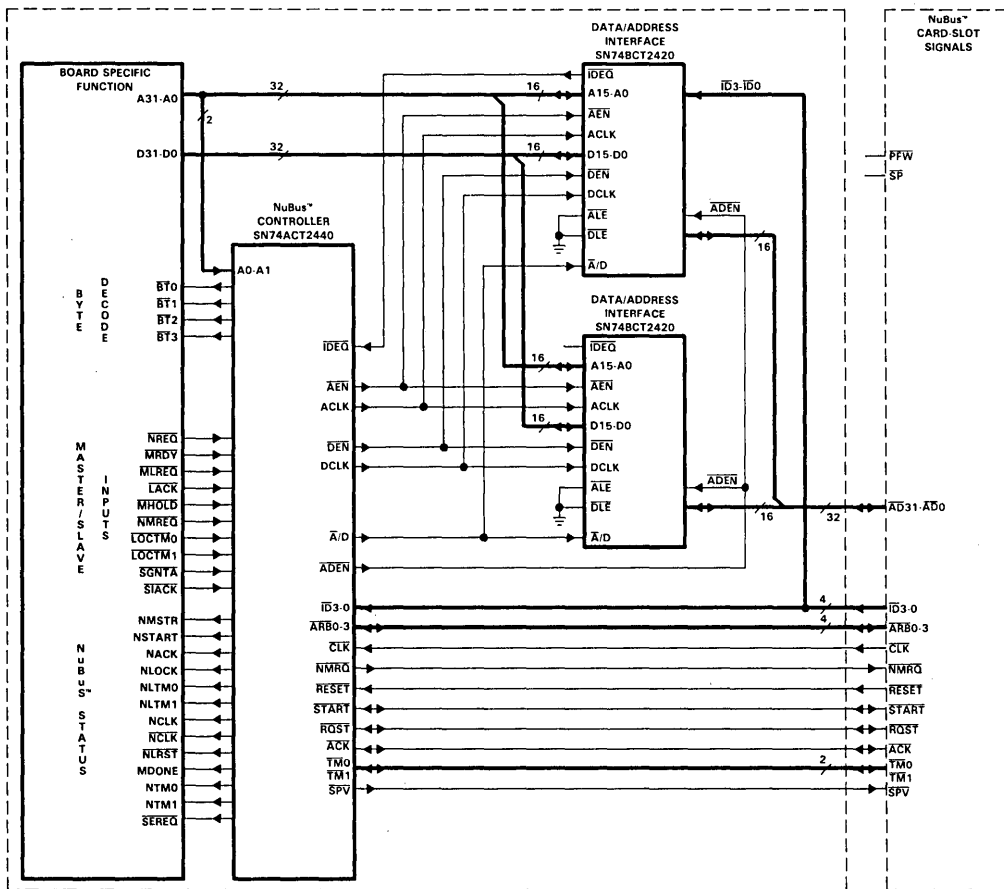 DATA/ADDRESS
INTERFACE
SN74BCT2420
NuBus™
CARD-SLOT
SIGNALS
BOARD SPECIFIC
FUNCTION
A31-A0
32
2
D31-D0
32
16
16
IDEQ
A15-A0
AEN
ACLK
D15-D0
DEN
DCLK
ALE
DLE
A/D
ID3-ID0
ADEN
16
PFW
SP
NuBus™
CONTROLLER
SN74ACT2440
DATA/ADDRESS
INTERFACE
SN74BCT2420
16
16
IDEQ
A15-A0
AEN
ACLK
D15-D0
DEN
DCLK
ALE
DLE
A/D
ADEN
16
32
AD31-AD0
BYTE
DECODE
BT0
BT1
BT2
BT3
A0-A1
IDEQ
AEN
ACLK
DEN
DCLK
A/D
ADEN
MASTER/SLAVE
INPUTS
NREQ
MRDY
MLREQ
LACK
MHOLD
NMREQ
LOCTM0
LOCTM1
SGNTA
SIACK
NuBus™
STATUS
NMSTR
NSTART
NACK
NLOCK
NLTM0
NLTM1
NCLK
NCLK
NLRST
MDONE
NTM0
NTM1
SEREQ
ID3-0
4
ID3-0
ARB0-3
4
ARB0-3
CLK
CLK
NMRQ
NMRQ
RESET
RESET
START
START
RQST
RQST
ACK
ACK
TM0
2
TM0
TM1
TM1
SPV
SPV